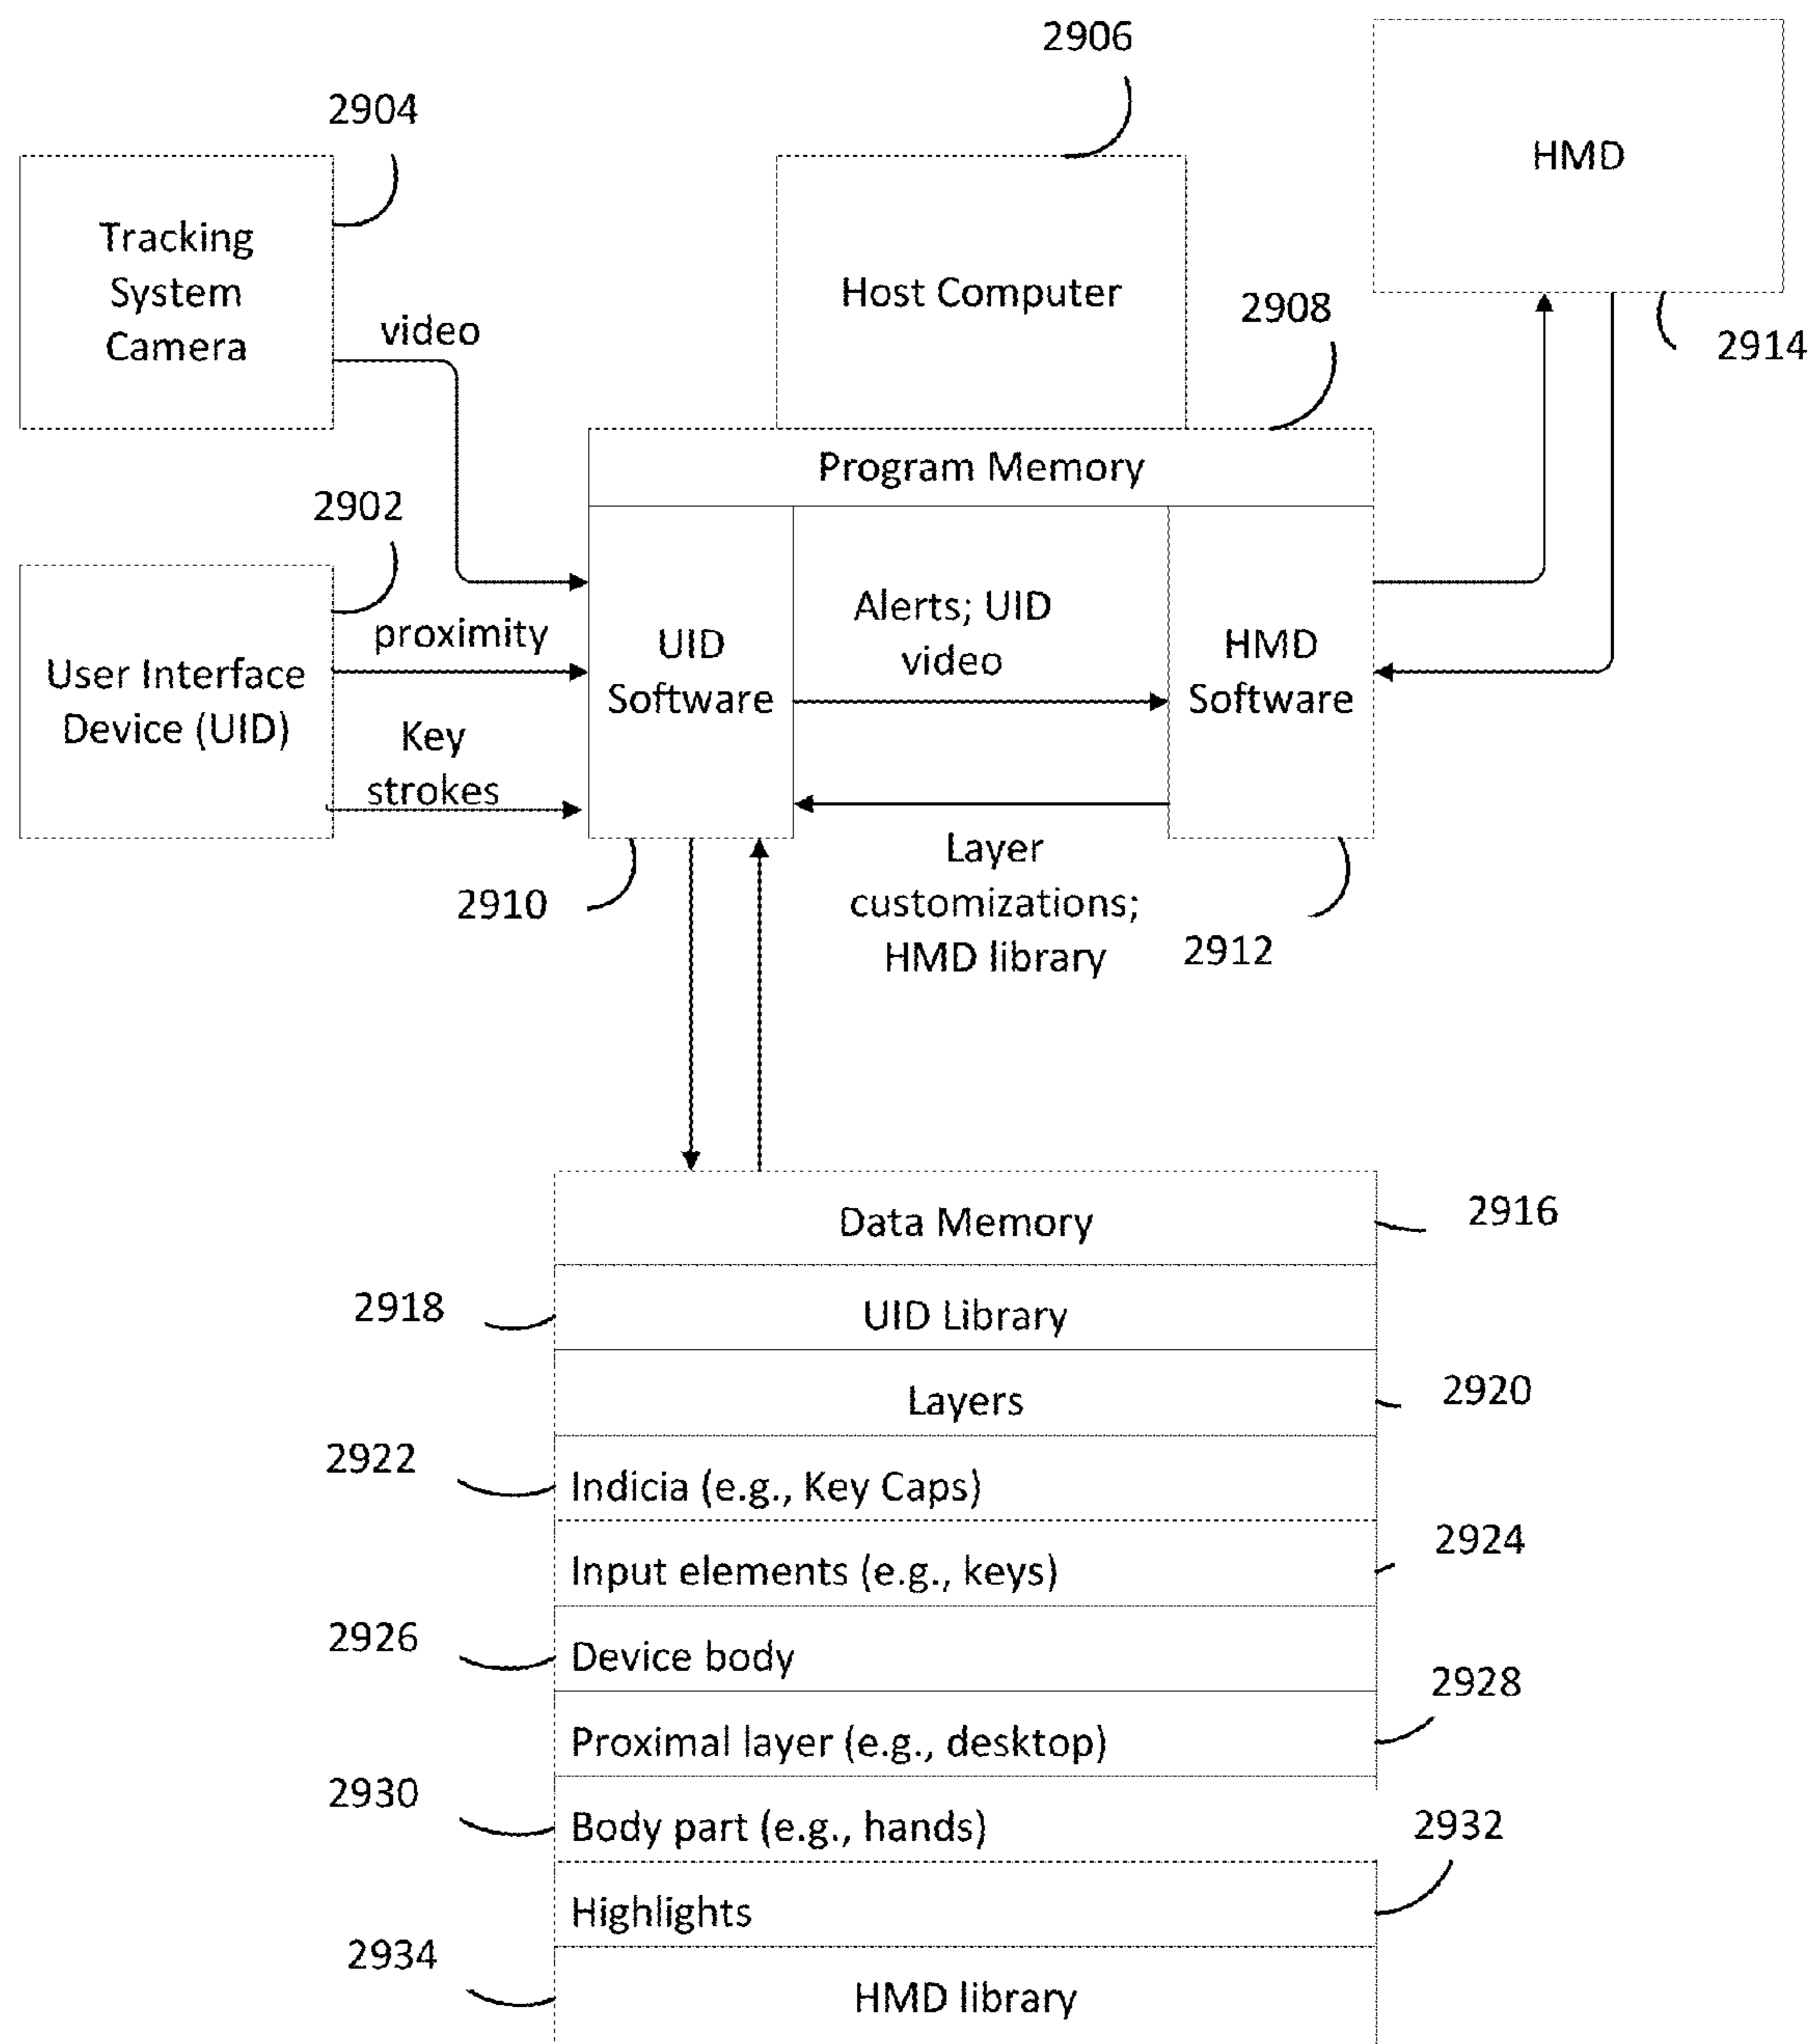 2906
2904
HMD
Tracking
System
Camera
Host Computer
2908
2914
video
Program Memory
2902
proximity
Alerts; UID
video
UID
Software
HMD
Software
User Interface
Device (UID)
Key
strokes
Layer
customizations;
HMD library
2910
2912
Data Memory
2916
2918
UID Library
Layers
2920
2922
Indicia (e.g., Key Caps)
2924
Input elements (e.g., keys)
2926
Device body
2928
Proximal layer (e.g., desktop)
2930
Body part (e.g., hands)
2932
Highlights
2934
HMD library